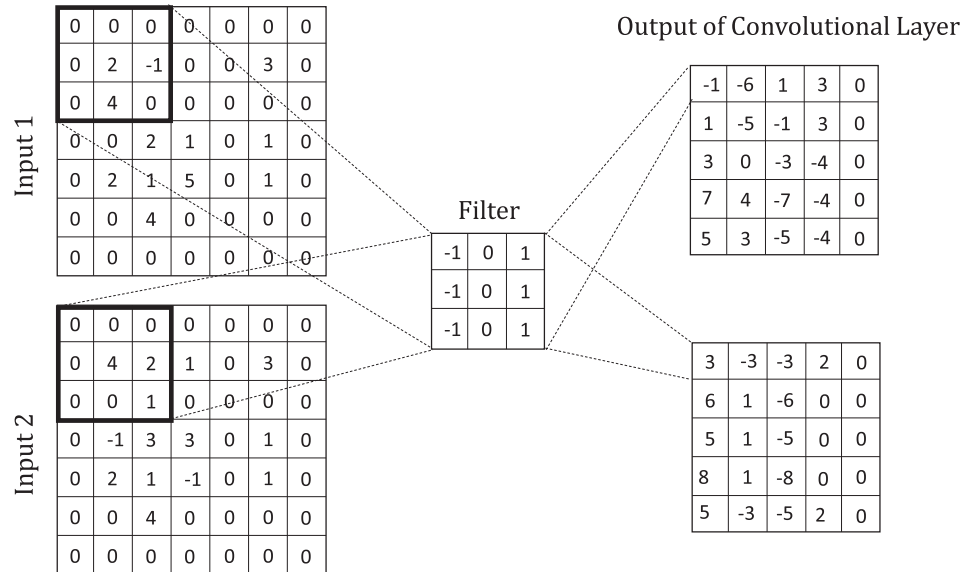 Input 1
0 0 0 0 0 0 0
0 2 -1 0 0 3 0
0 4 0 0 0 0 0
0 0 2 1 0 1 0
0 2 1 5 0 1 0
0 0 4 0 0 0 0
0 0 0 0 0 0 0
Input 2
0 0 0 0 0 0 0
0 4 2 1 0 3 0
0 0 1 0 0 0 0
0 -1 3 3 0 1 0
0 2 1 -1 0 1 0
0 0 4 0 0 0 0
0 0 0 0 0 0 0
Filter
-1 0 1
-1 0 1
-1 0 1
Output of Convolutional Layer
-1 -6 1 3 0
1 -5 -1 3 0
3 0 -3 -4 0
7 4 -7 -4 0
5 3 -5 -4 0
3 -3 -3 2 0
6 1 -6 0 0
5 1 -5 0 0
8 1 -8 0 0
5 -3 -5 2 0